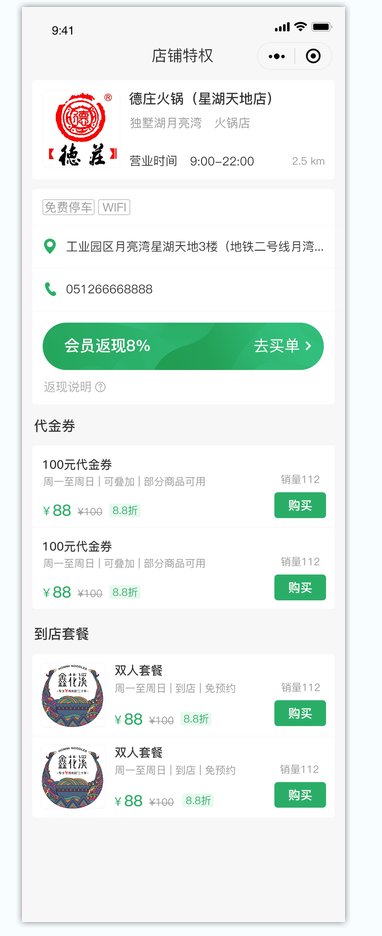 9:41
店铺特权
®
德
德莊
德庄火锅（星湖天地店）
独墅湖月亮湾 火锅店
营业时间 9:00-22:00 2.5 km
免费停车 WIFI
工业园区月亮湾星湖天地3楼（地铁二号线月湾...
051266668888
会员返现8% 去买单
返现说明 ?
代金券
100元代金券
周一至周日 | 可叠加 | 部分商品可用 销量112
¥ 88 ¥100 8.8折 购买
100元代金券
周一至周日 | 可叠加 | 部分商品可用 销量112
¥ 88 ¥100 8.8折 购买
到店套餐
鑫花溪
双人套餐
周一至周日 | 到店 | 免预约 销量112
¥ 88 ¥100 8.8折 购买
鑫花溪
双人套餐
周一至周日 | 到店 | 免预约 销量112
¥ 88 ¥100 8.8折 购买